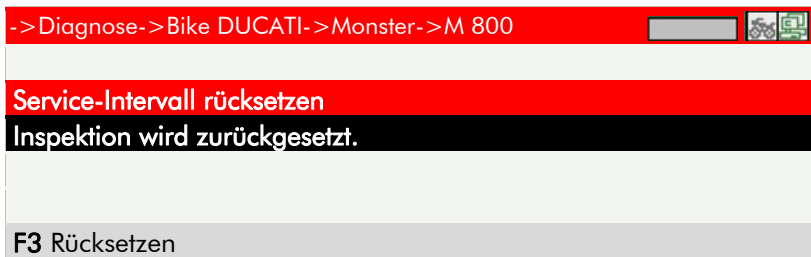 ->Diagnose->Bike DUCATI->Monster->M 800
Service-Intervall rücksetzen
Inspektion wird zurückgesetzt.
F3 Rücksetzen